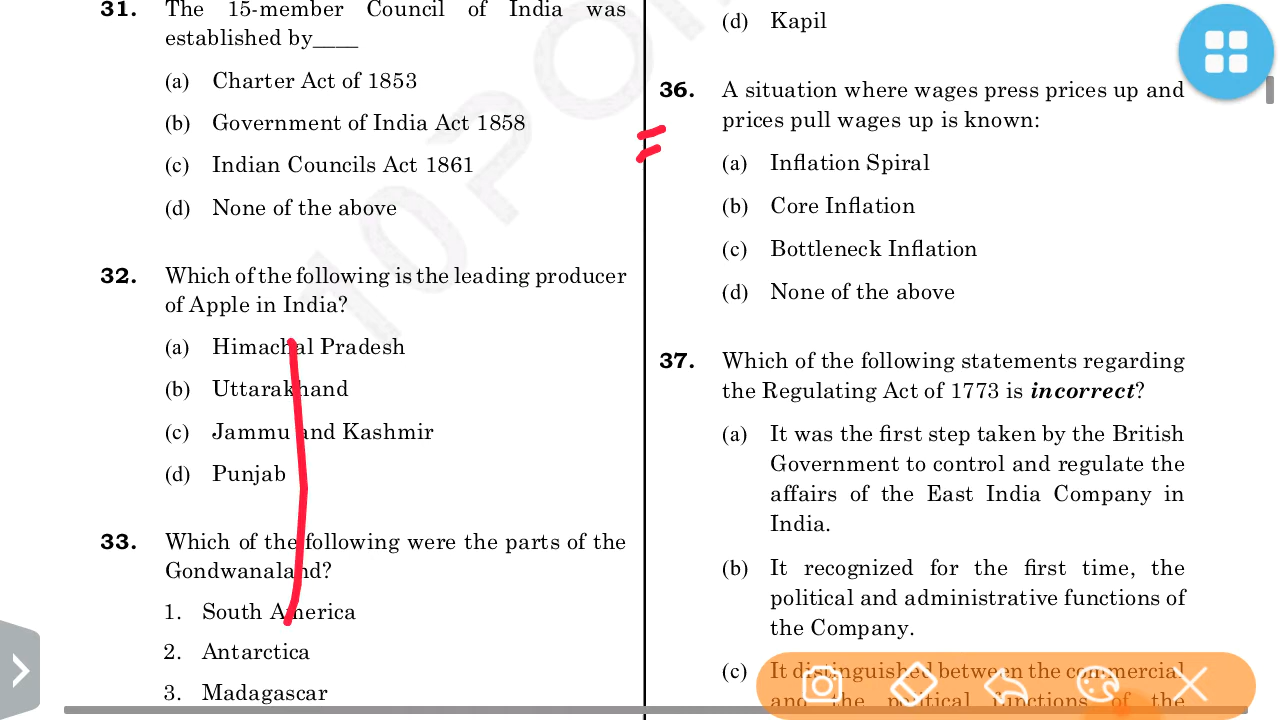 31. The 15-member Council of India was
established by____
(a) Charter Act of 1853
(b) Government of India Act 1858
(c) Indian Councils Act 1861
(d) None of the above
32. Which of the following is the leading producer
of Apple in India?
(a) Himachal Pradesh
(b) Uttarakhand
(c) Jammu and Kashmir
(d) Punjab
33. Which of the following were the parts of the
Gondwanaland?
1. South America
2. Antarctica
3. Madagascar
(d) Kapil
36. A situation where wages press prices up and
prices pull wages up is known:
(a) Inflation Spiral
(b) Core Inflation
(c) Bottleneck Inflation
(d) None of the above
37. Which of the following statements regarding
the Regulating Act of 1773 is incorrect?
(a) It was the first step taken by the British
Government to control and regulate the
affairs of the East India Company in
India.
(b) It recognized for the first time, the
political and administrative functions of
the Company.
(c) It distinguished between the commercial
and the political functions of the